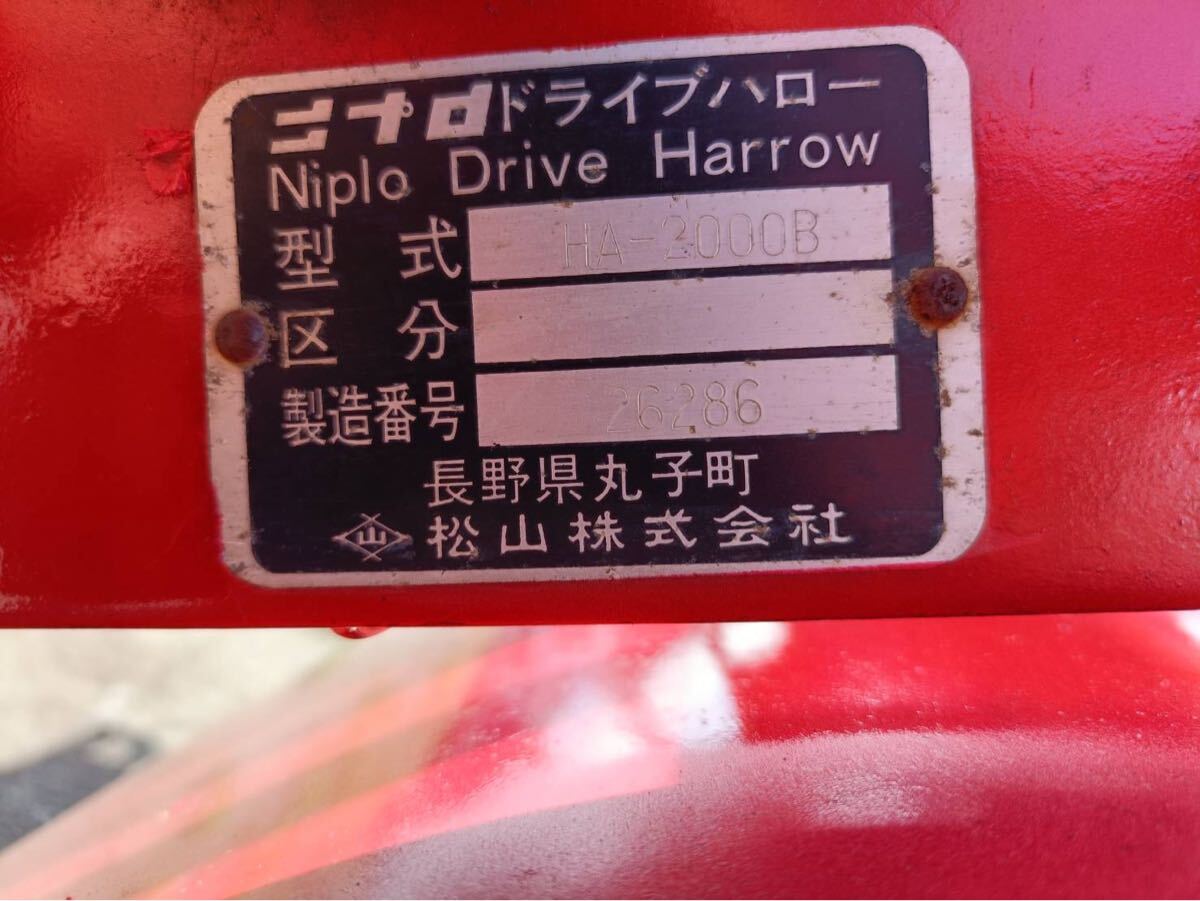 ニプロドライブハロー
Niplo Drive Harrow
型式 HA-2000B
区分
製造番号 26286
長野県丸子町
山 松山株式会社